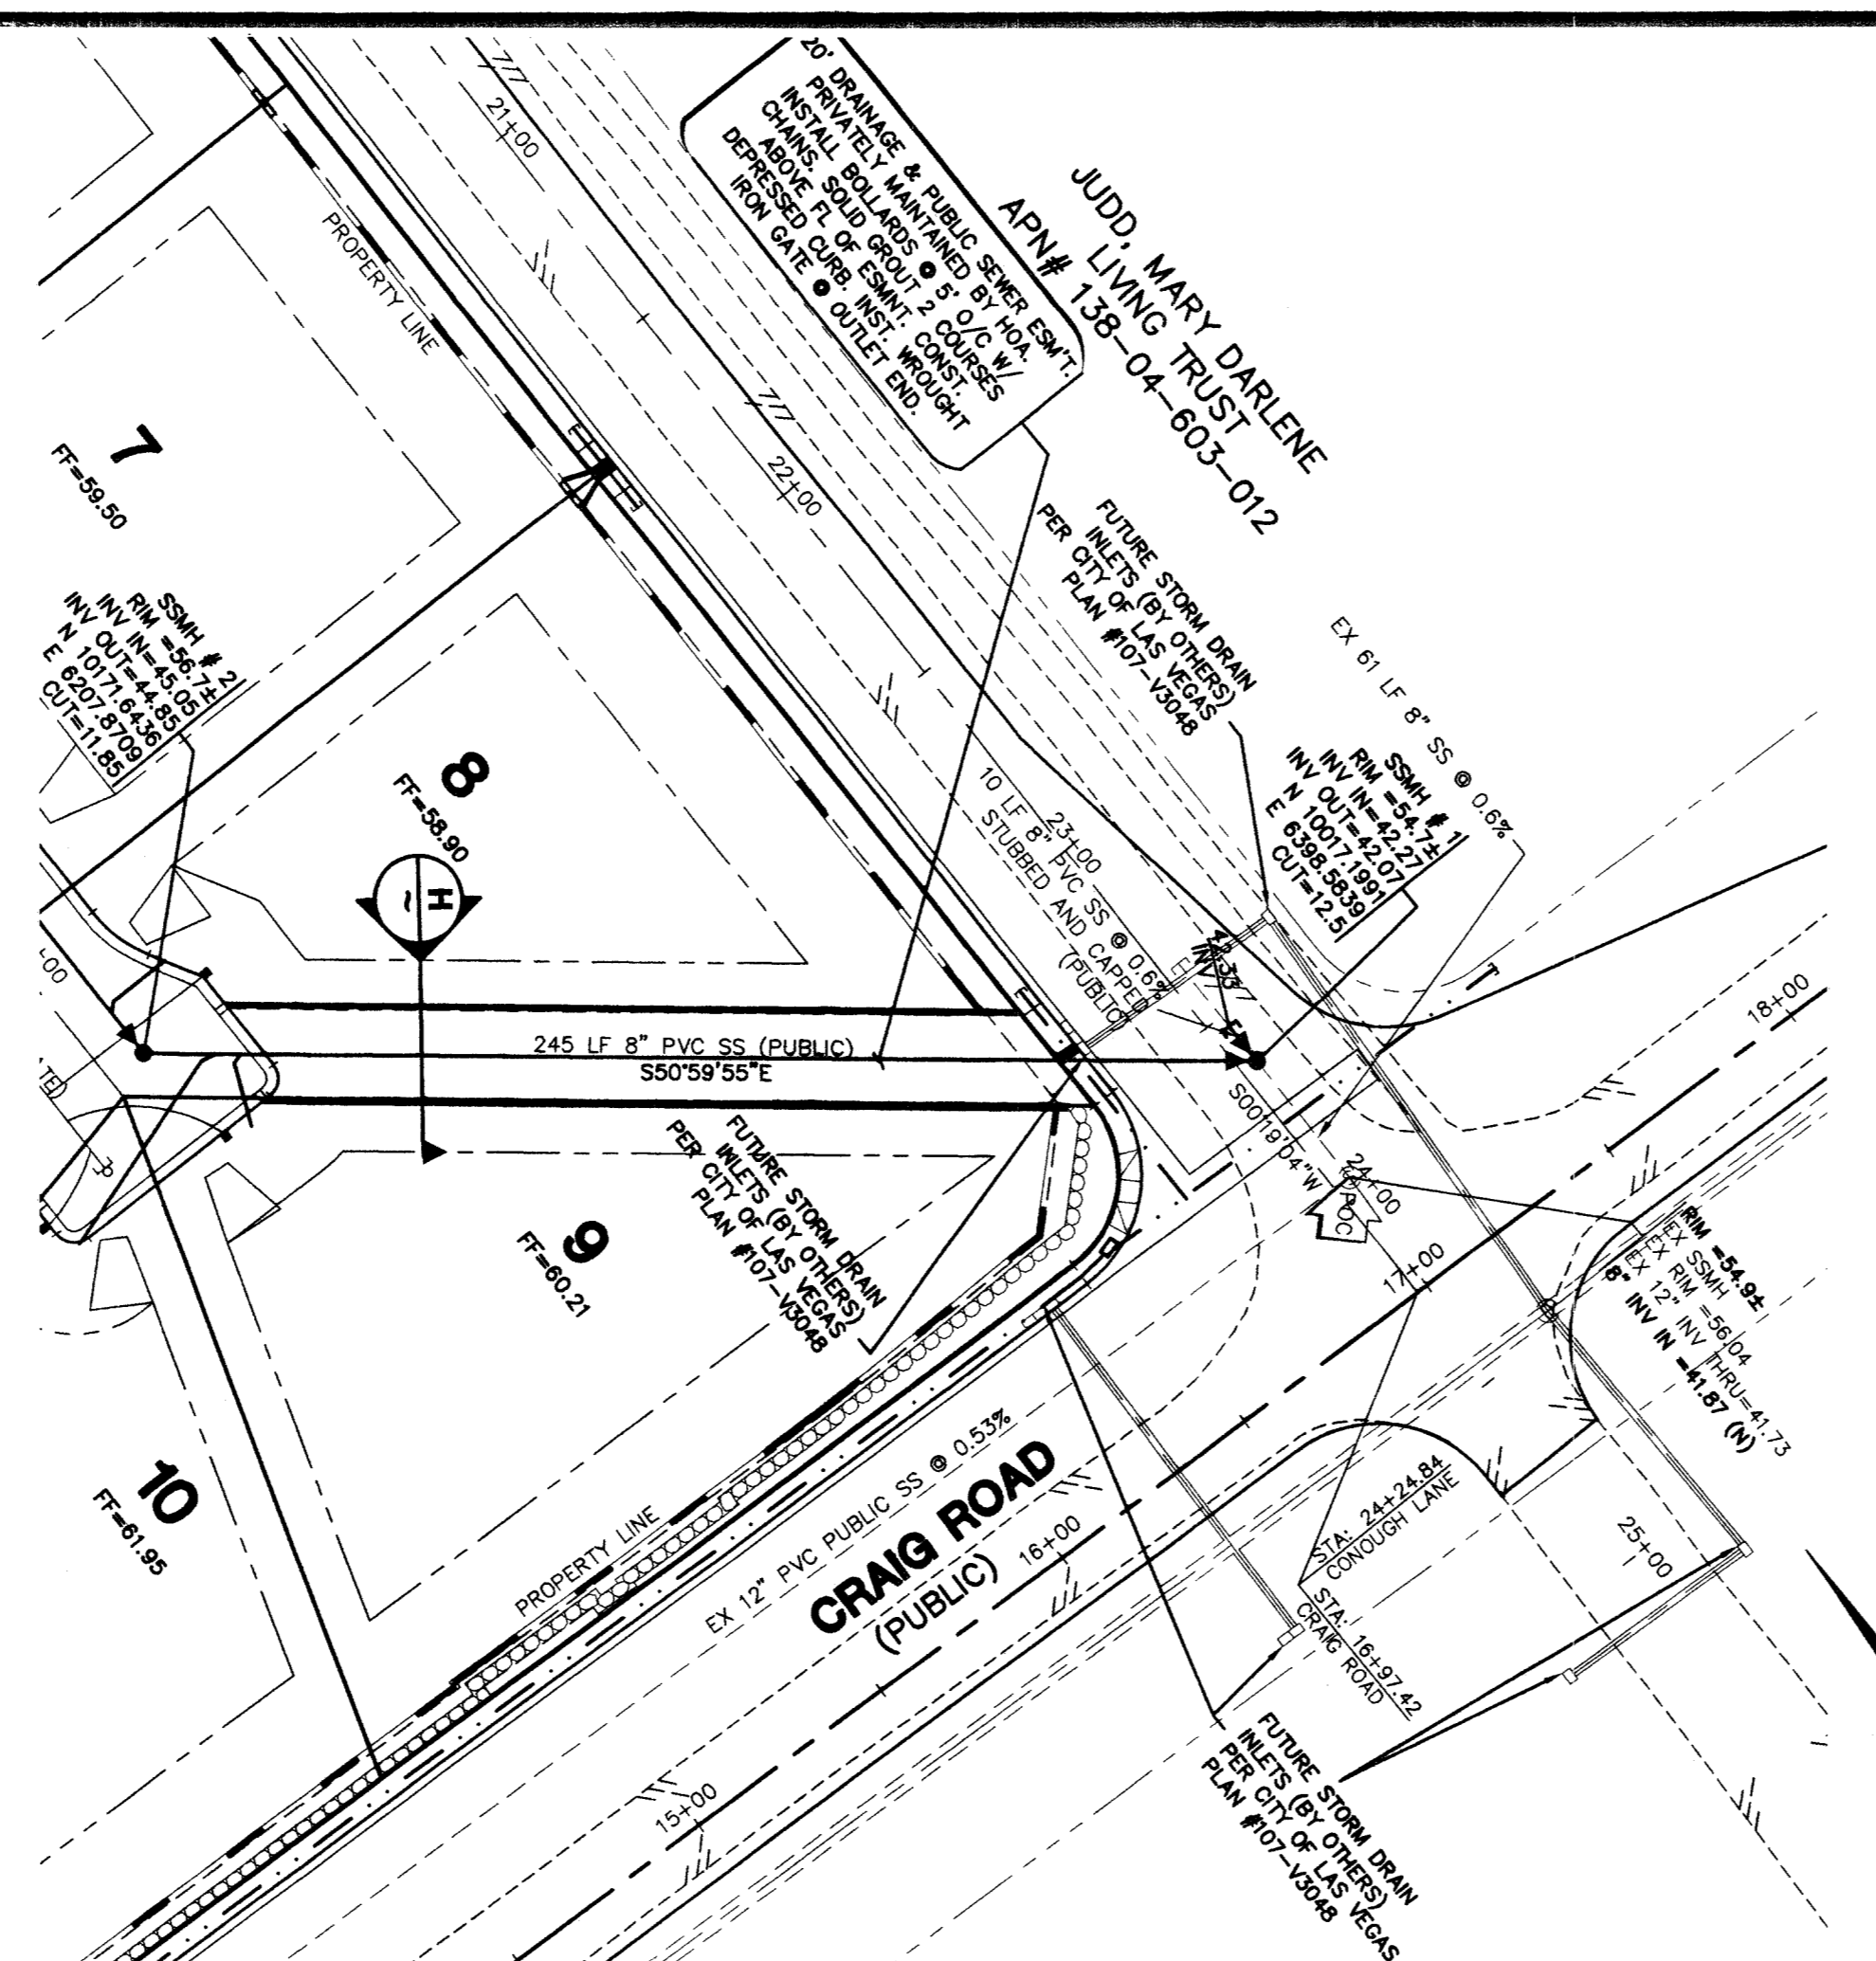 20' DRAINAGE & PUBLIC SEWER ESM'T.
PRIVATELY MAINTAINED BY HOA.
INSTALL BOLLARDS @ 5' O/C W/
CHAINS. SOLID GROUT 2 COURSES
ABOVE FL OF ESMNT. CONST.
DEPRESSED CURB. INST. WROUGHT
IRON GATE @ OUTLET END.
JUDD, MARY DARLENE
LIVING TRUST
APN# 138-04-603-012
21+00
PROPERTY LINE
22+00
7
FF=59.50
FUTURE STORM DRAIN
INLETS (BY OTHERS)
PER CITY OF LAS VEGAS
PLAN #107-V3048
EX 61 LF 8" SS @ 0.6%
SSMH # 2
RIM =56.7±
INV IN=45.05
INV OUT=44.85
N 10171.6436
E 6207.8709
CUT=11.85
SSMH # 1
RIM =54.7±
INV IN=42.27
INV OUT=42.07
N 10017.1991
E 6398.5839
CUT=12.5
8
FF=58.90
H
~
23+00
10 LF 8" PVC SS @ 0.6%
STUBBED AND CAPPED
(PUBLIC)
42.33
INV
18+00
245 LF 8" PVC SS (PUBLIC)
S50°59'55"E
S00°19'04"W
24+00
POC
FUTURE STORM DRAIN
INLETS (BY OTHERS)
PER CITY OF LAS VEGAS
PLAN #107-V3048
9
FF=60.21
17+00
RIM =54.9±
EX SSMH
EX RIM =56.04
EX 12" INV THRU=41.73
8" INV IN =41.87 (N)
10
FF=61.95
PROPERTY LINE
EX 12" PVC PUBLIC SS @ 0.53%
CRAIG ROAD
(PUBLIC)
16+00
STA: 24+24.84
CONOUGH LANE
STA: 16+97.42
CRAIG ROAD
25+00
15+00
FUTURE STORM DRAIN
INLETS (BY OTHERS)
PER CITY OF LAS VEGAS
PLAN #107-V3048